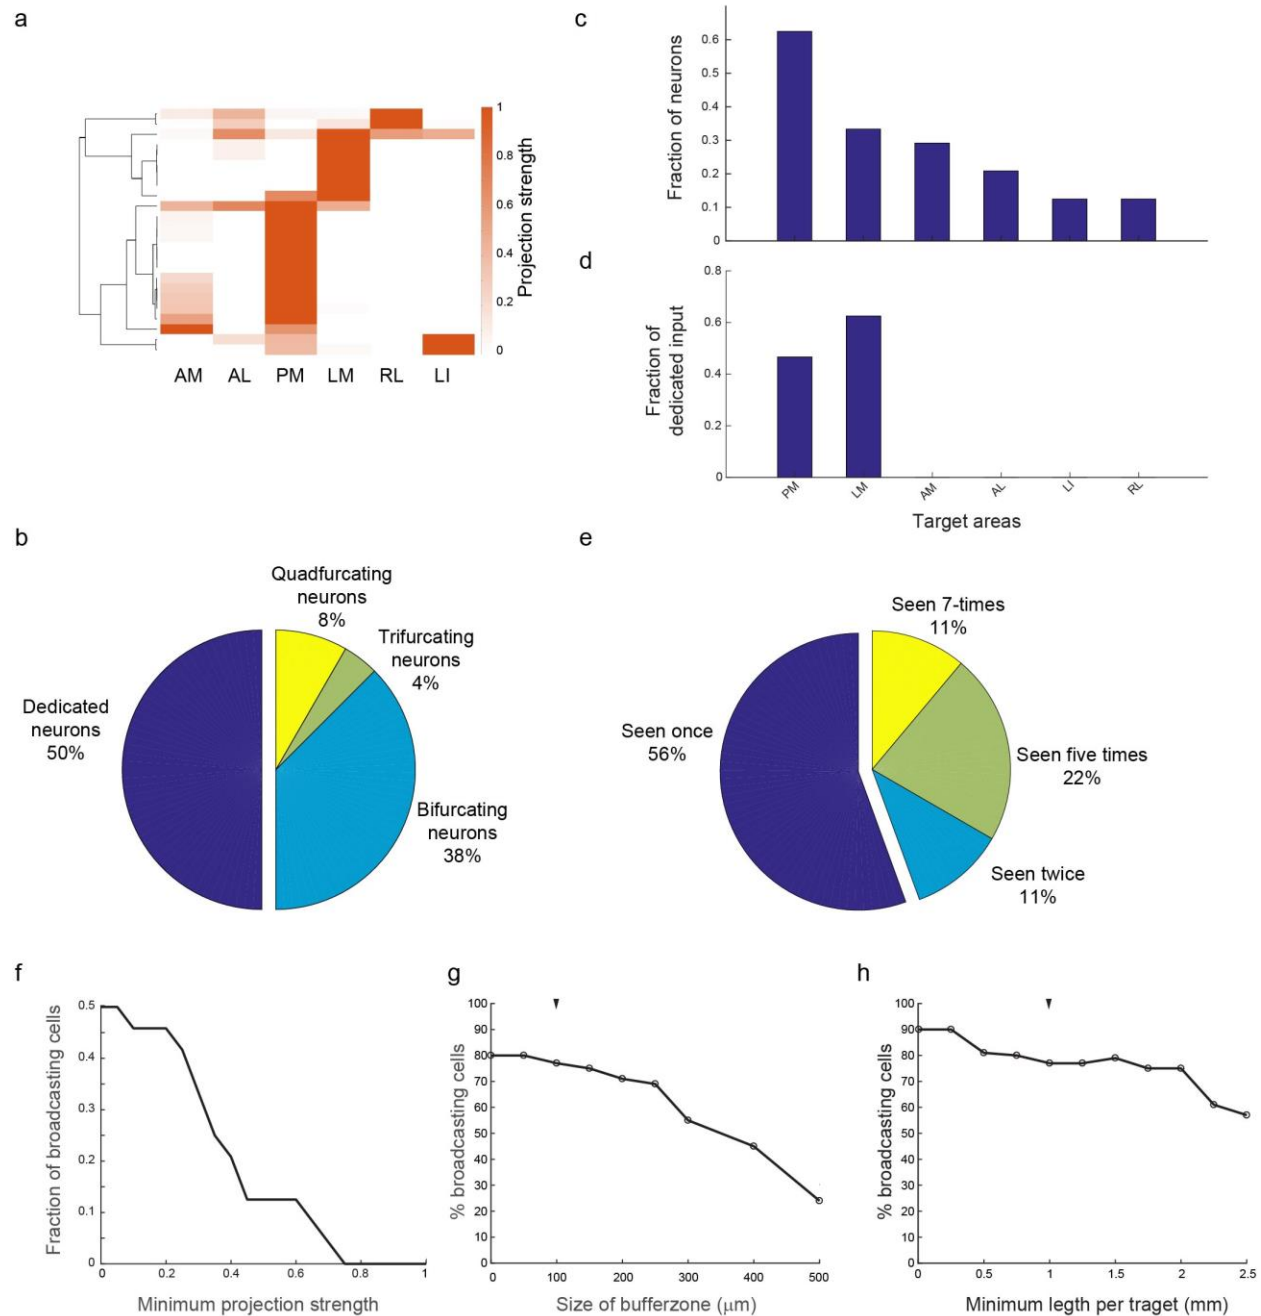 a
1
0.8
0.6
0.4
0.2
0
Projection strength
AM AL PM LM RL LI
c
0.6
0.5
0.4
0.3
0.2
0.1
0
Fraction of neurons
d
0.8
0.6
0.4
0.2
0
Fraction of
dedicated input
PM LM AM AL LI RL
Target areas
b
Quadfurcating
neurons
8%
Trifurcating
neurons
4%
Dedicated
neurons
50%
Bifurcating
neurons
38%
e
Seen 7-times
11%
Seen once
56%
Seen five times
22%
Seen twice
11%
f
Fraction of broadcasting cells
0.5
0.4
0.3
0.2
0.1
0
0 0.2 0.4 0.6 0.8 1
Minimum projection strength
g
% broadcasting cells
100
90
80
70
60
50
40
30
20
10
0
0 100 200 300 400 500
Size of bufferzone (µm)
h
% broadcasting cells
100
90
80
70
60
50
40
30
20
10
0
0 0.5 1 1.5 2 2.5
Minimum legth per traget (mm)